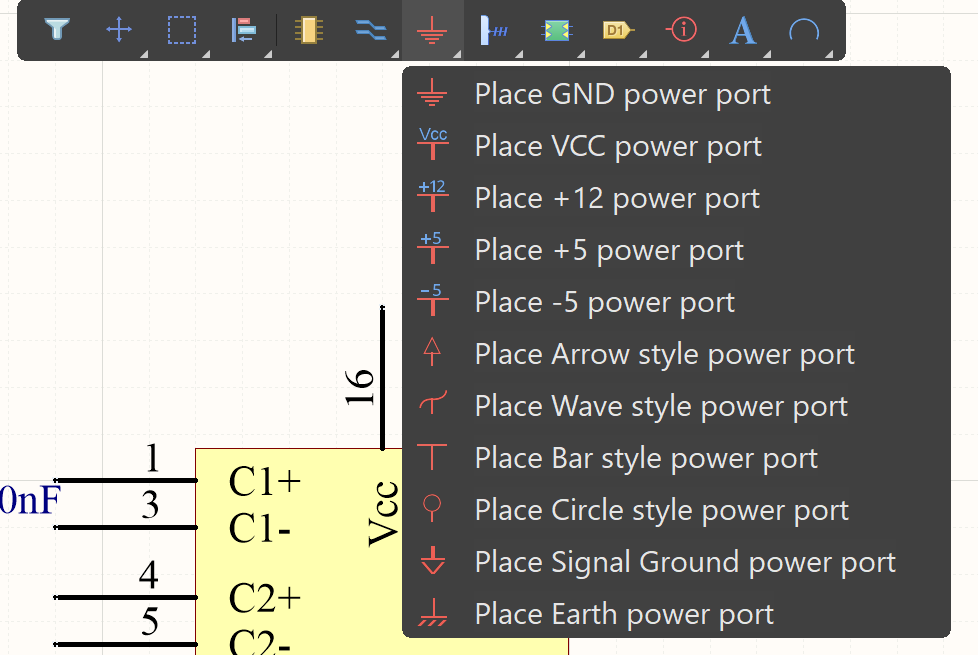 D1
A
Place GND power port
Vcc
Place VCC power port
+12
Place +12 power port
+5
Place +5 power port
-5
Place -5 power port
Place Arrow style power port
Place Wave style power port
Place Bar style power port
Place Circle style power port
Place Signal Ground power port
Place Earth power port
16
Vcc
1
C1+
0nF
3
C1-
4
C2+
5
C2-